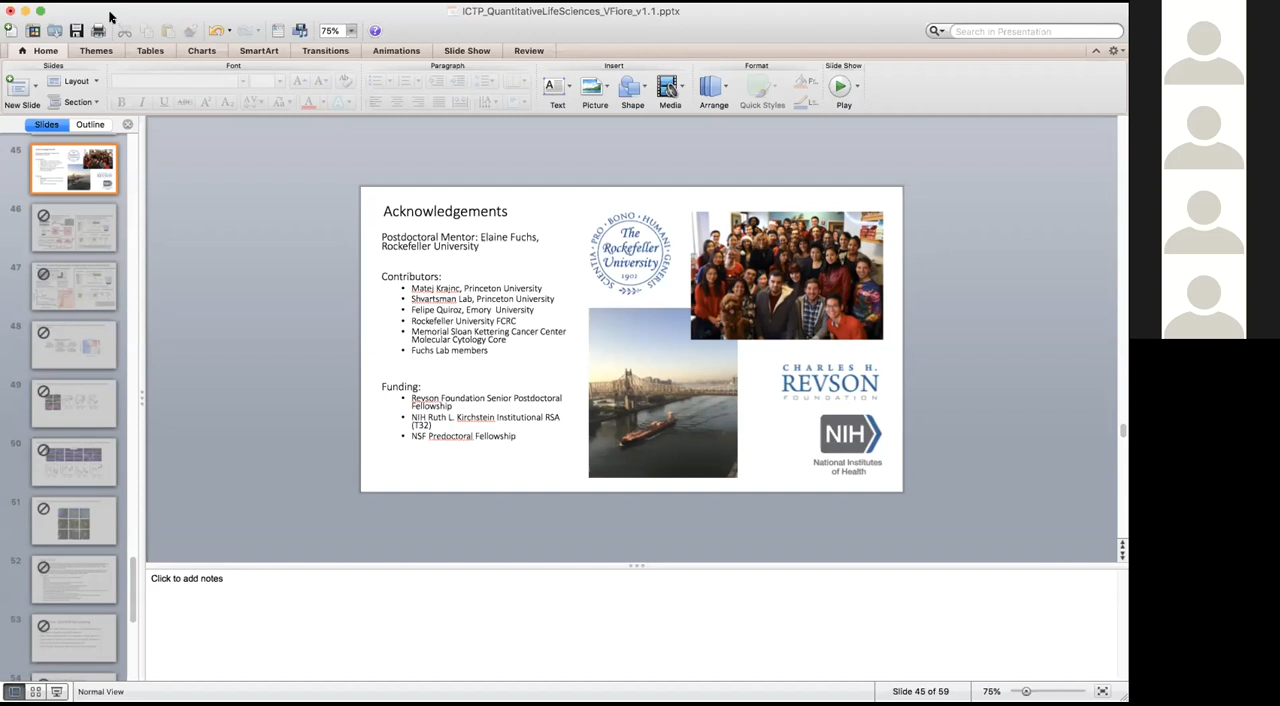 ICTP_QuantitativeLifeSciences_VFiore_v1.1.pptx
75%
Search in Presentation
Home
Themes
Tables
Charts
SmartArt
Transitions
Animations
Slide Show
Review
Slides
Font
Paragraph
Insert
Format
Slide Show
New Slide
Layout
Section
Text
Picture
Shape
Media
Arrange
Quick Styles
Play
Slides
Outline
45
46
47
48
49
50
51
52
53
54
Acknowledgements
Postdoctoral Mentor: Elaine Fuchs,
Rockefeller University
Contributors:
• Matej Krajnc, Princeton University
• Shvartsman Lab, Princeton University
• Felipe Quiroz, Emory University
• Rockefeller University FCRC
• Memorial Sloan Kettering Cancer Center
Molecular Cytology Core
• Fuchs Lab members
Funding:
• Revson Foundation Senior Postdoctoral
Fellowship
• NIH Ruth L. Kirchstein Institutional RSA
(T32)
• NSF Predoctoral Fellowship
PRO • BONO • HUMANI • GENERIS • SCIENTIA
The
Rockefeller
University
1901
CHARLES H.
REVSON
FOUNDATION
NIH
National Institutes
of Health
Click to add notes
Normal View
Slide 45 of 59
75%